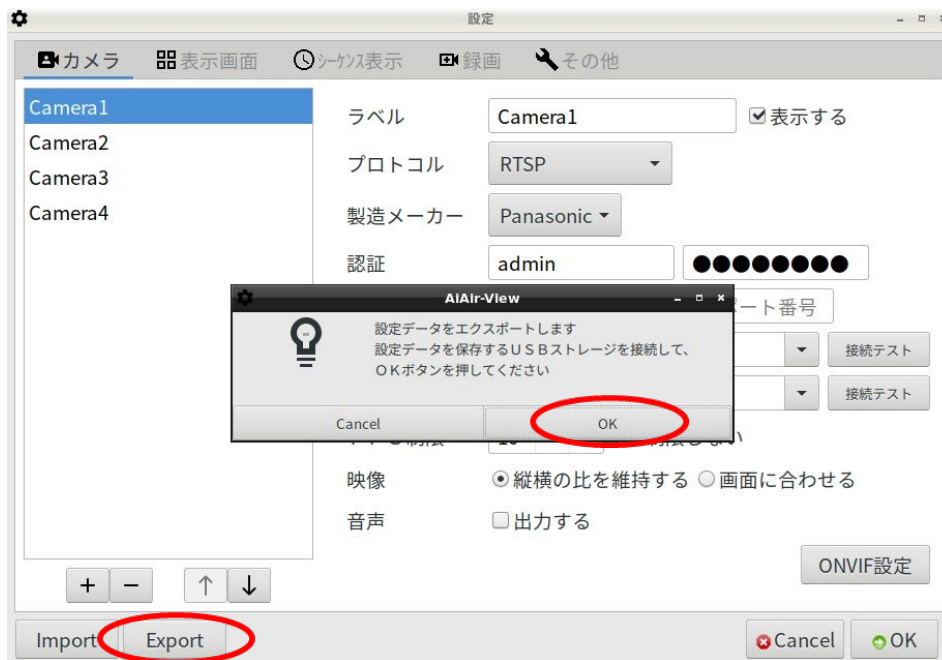 設定
カメラ 表示画面 シーケンス表示 録画 その他
Camera1
Camera2
Camera3
Camera4
ラベル Camera1 表示する
プロトコル RTSP
製造メーカー Panasonic
認証 admin ●●●●●●●●
ート番号
AIAir-View
設定データをエクスポートします
設定データを保存するUSBストレージを接続して、
OKボタンを押してください
Cancel OK
接続テスト
接続テスト
映像 縦横の比を維持する 画面に合わせる
音声 出力する
ONVIF設定
+ − ↑ ↓
Import Export Cancel OK